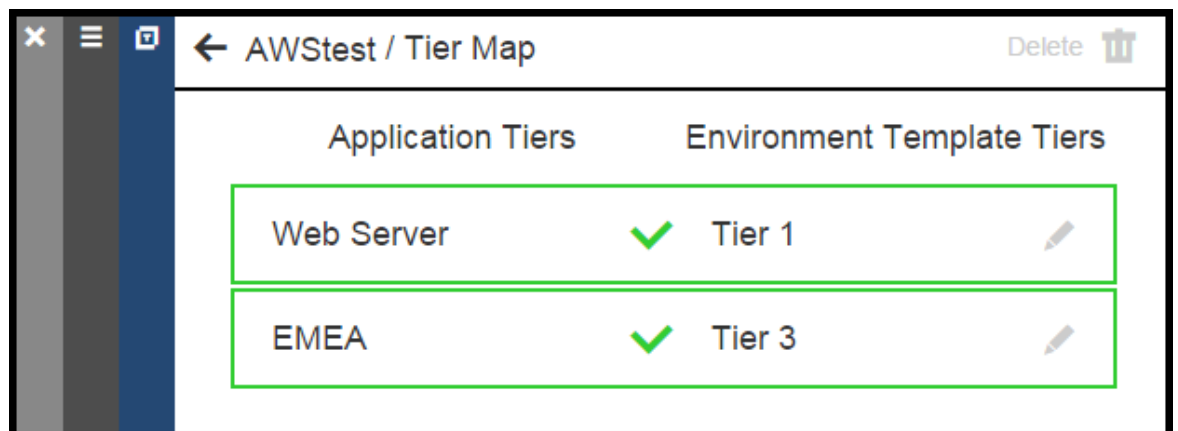 AWStest / Tier Map Delete
Application Tiers Environment Template Tiers
Web Server Tier 1
EMEA Tier 3